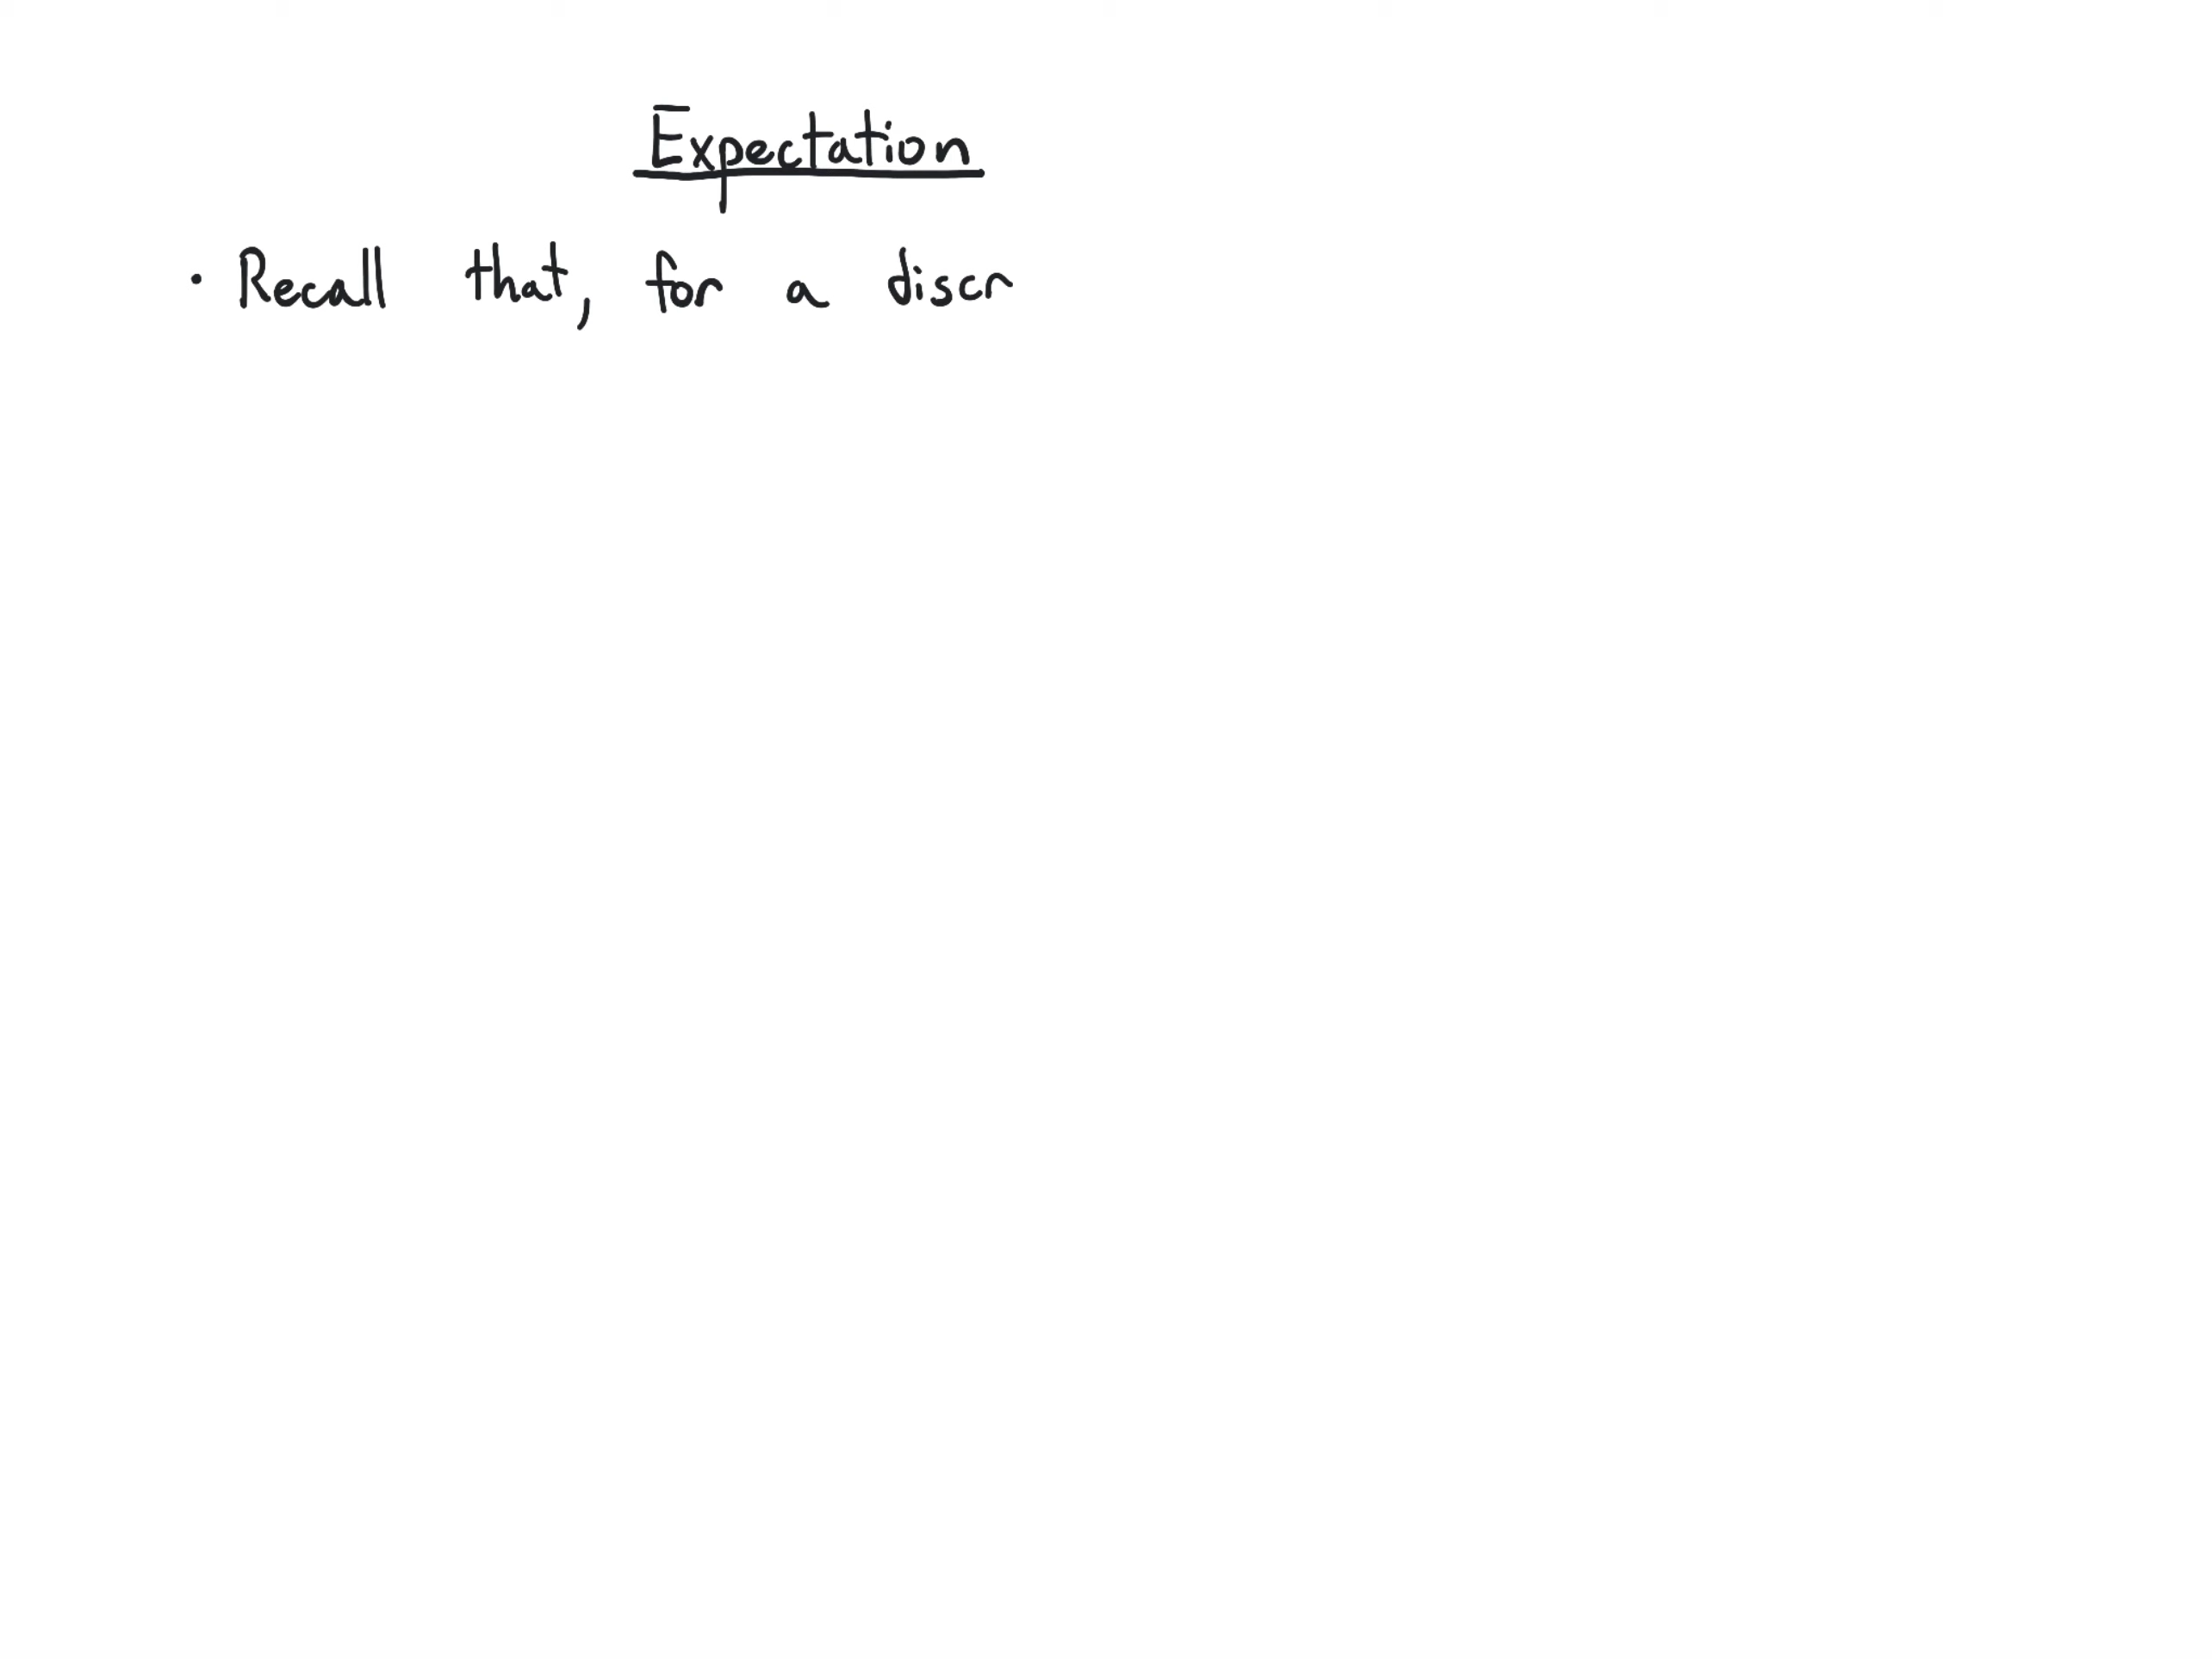 Expectation
· Recall that, for a discr